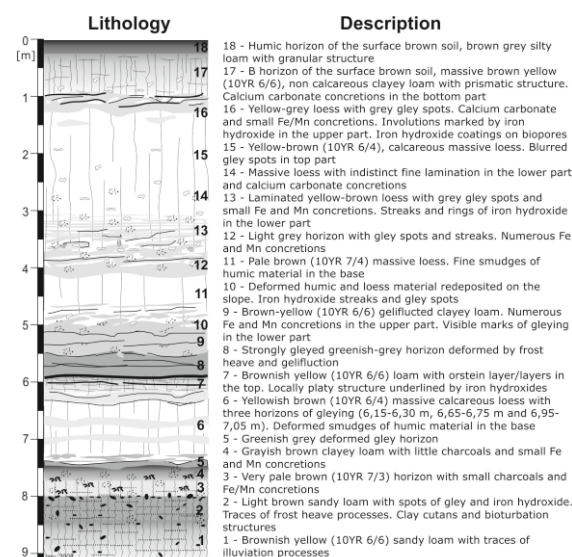 Lithology
Description
0
[m]
1
2
3
4
5
6
7
8
9
18
17
16
15
14
13
12
11
10
9
8
7
6
5
4
3
2
1
18 - Humic horizon of the surface brown soil, brown grey silty
loam with granular structure
17 - B horizon of the surface brown soil, massive brown yellow
(10YR 6/6), non calcareous clayey loam with prismatic structure.
Calcium carbonate concretions in the bottom part
16 - Yellow-grey loess with grey gley spots. Calcium carbonate
and small Fe/Mn concretions. Involutions marked by iron
hydroxide in the upper part. Iron hydroxide coatings on biopores
15 - Yellow-brown (10YR 6/4), calcareous massive loess. Blurred
gley spots in top part
14 - Massive loess with indistinct fine lamination in the lower part
and calcium carbonate concretions
13 - Laminated yellow-brown loess with grey gley spots and
small Fe and Mn concretions. Streaks and rings of iron hydroxide
in the lower part
12 - Light grey horizon with gley spots and streaks. Numerous Fe
and Mn concretions
11 - Pale brown (10YR 7/4) massive loess. Fine smudges of
humic material in the base
10 - Deformed humic and loess material redeposited on the
slope. Iron hydroxide streaks and gley spots
9 - Brown-yellow (10YR 6/6) geliflucted clayey loam. Numerous
Fe and Mn concretions in the upper part. Visible marks of gleying
in the lower part
8 - Strongly gleyed greenish-grey horizon deformed by frost
heave and gelifluction
7 - Brownish yellow (10YR 6/6) loam with orstein layer/layers in
the top. Locally platy structure underlined by iron hydroxides
6 - Yellowish brown (10YR 6/4) massive calcareous loess with
three horizons of gleying (6,15-6,30 m, 6,65-6,75 m and 6,95-
7,05 m). Deformed smudges of humic material in the base
5 - Greenish grey deformed gley horizon
4 - Grayish brown clayey loam with little charcoals and small Fe
and Mn concretions
3 - Very pale brown (10YR 7/3) horizon with small charcoals and
Fe/Mn concretions
2 - Light brown sandy loam with spots of gley and iron hydroxide.
Traces of frost heave processes. Clay cutans and bioturbation
structures
1 - Brownish yellow (10YR 6/6) sandy loam with traces of
illuviation processes